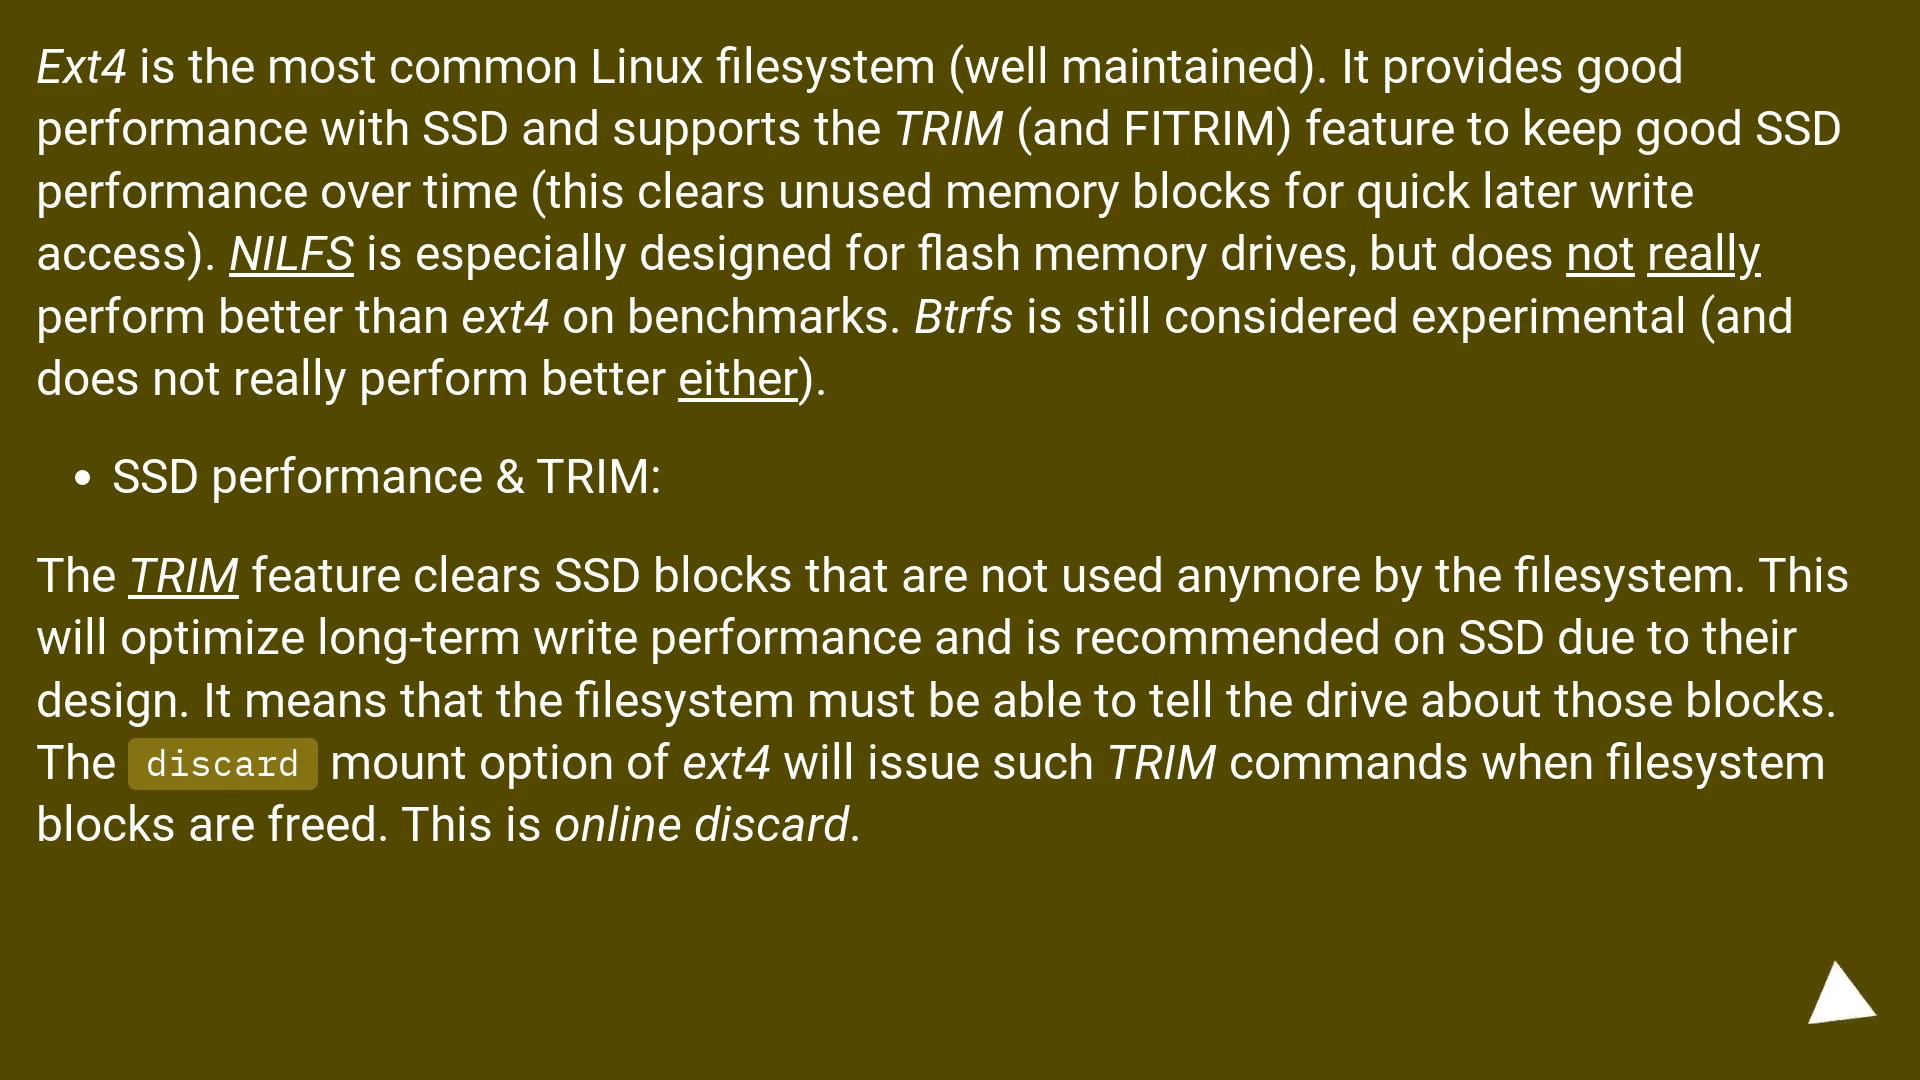 Ext4 is the most common Linux filesystem (well maintained). It provides good
performance with SSD and supports the TRIM (and FITRIM) feature to keep good SSD
performance over time (this clears unused memory blocks for quick later write
access). NILFS is especially designed for flash memory drives, but does not really
perform better than ext4 on benchmarks. Btrfs is still considered experimental (and
does not really perform better either).
• SSD performance & TRIM:
The TRIM feature clears SSD blocks that are not used anymore by the filesystem. This
will optimize long-term write performance and is recommended on SSD due to their
design. It means that the filesystem must be able to tell the drive about those blocks.
The discard mount option of ext4 will issue such TRIM commands when filesystem
blocks are freed. This is online discard.